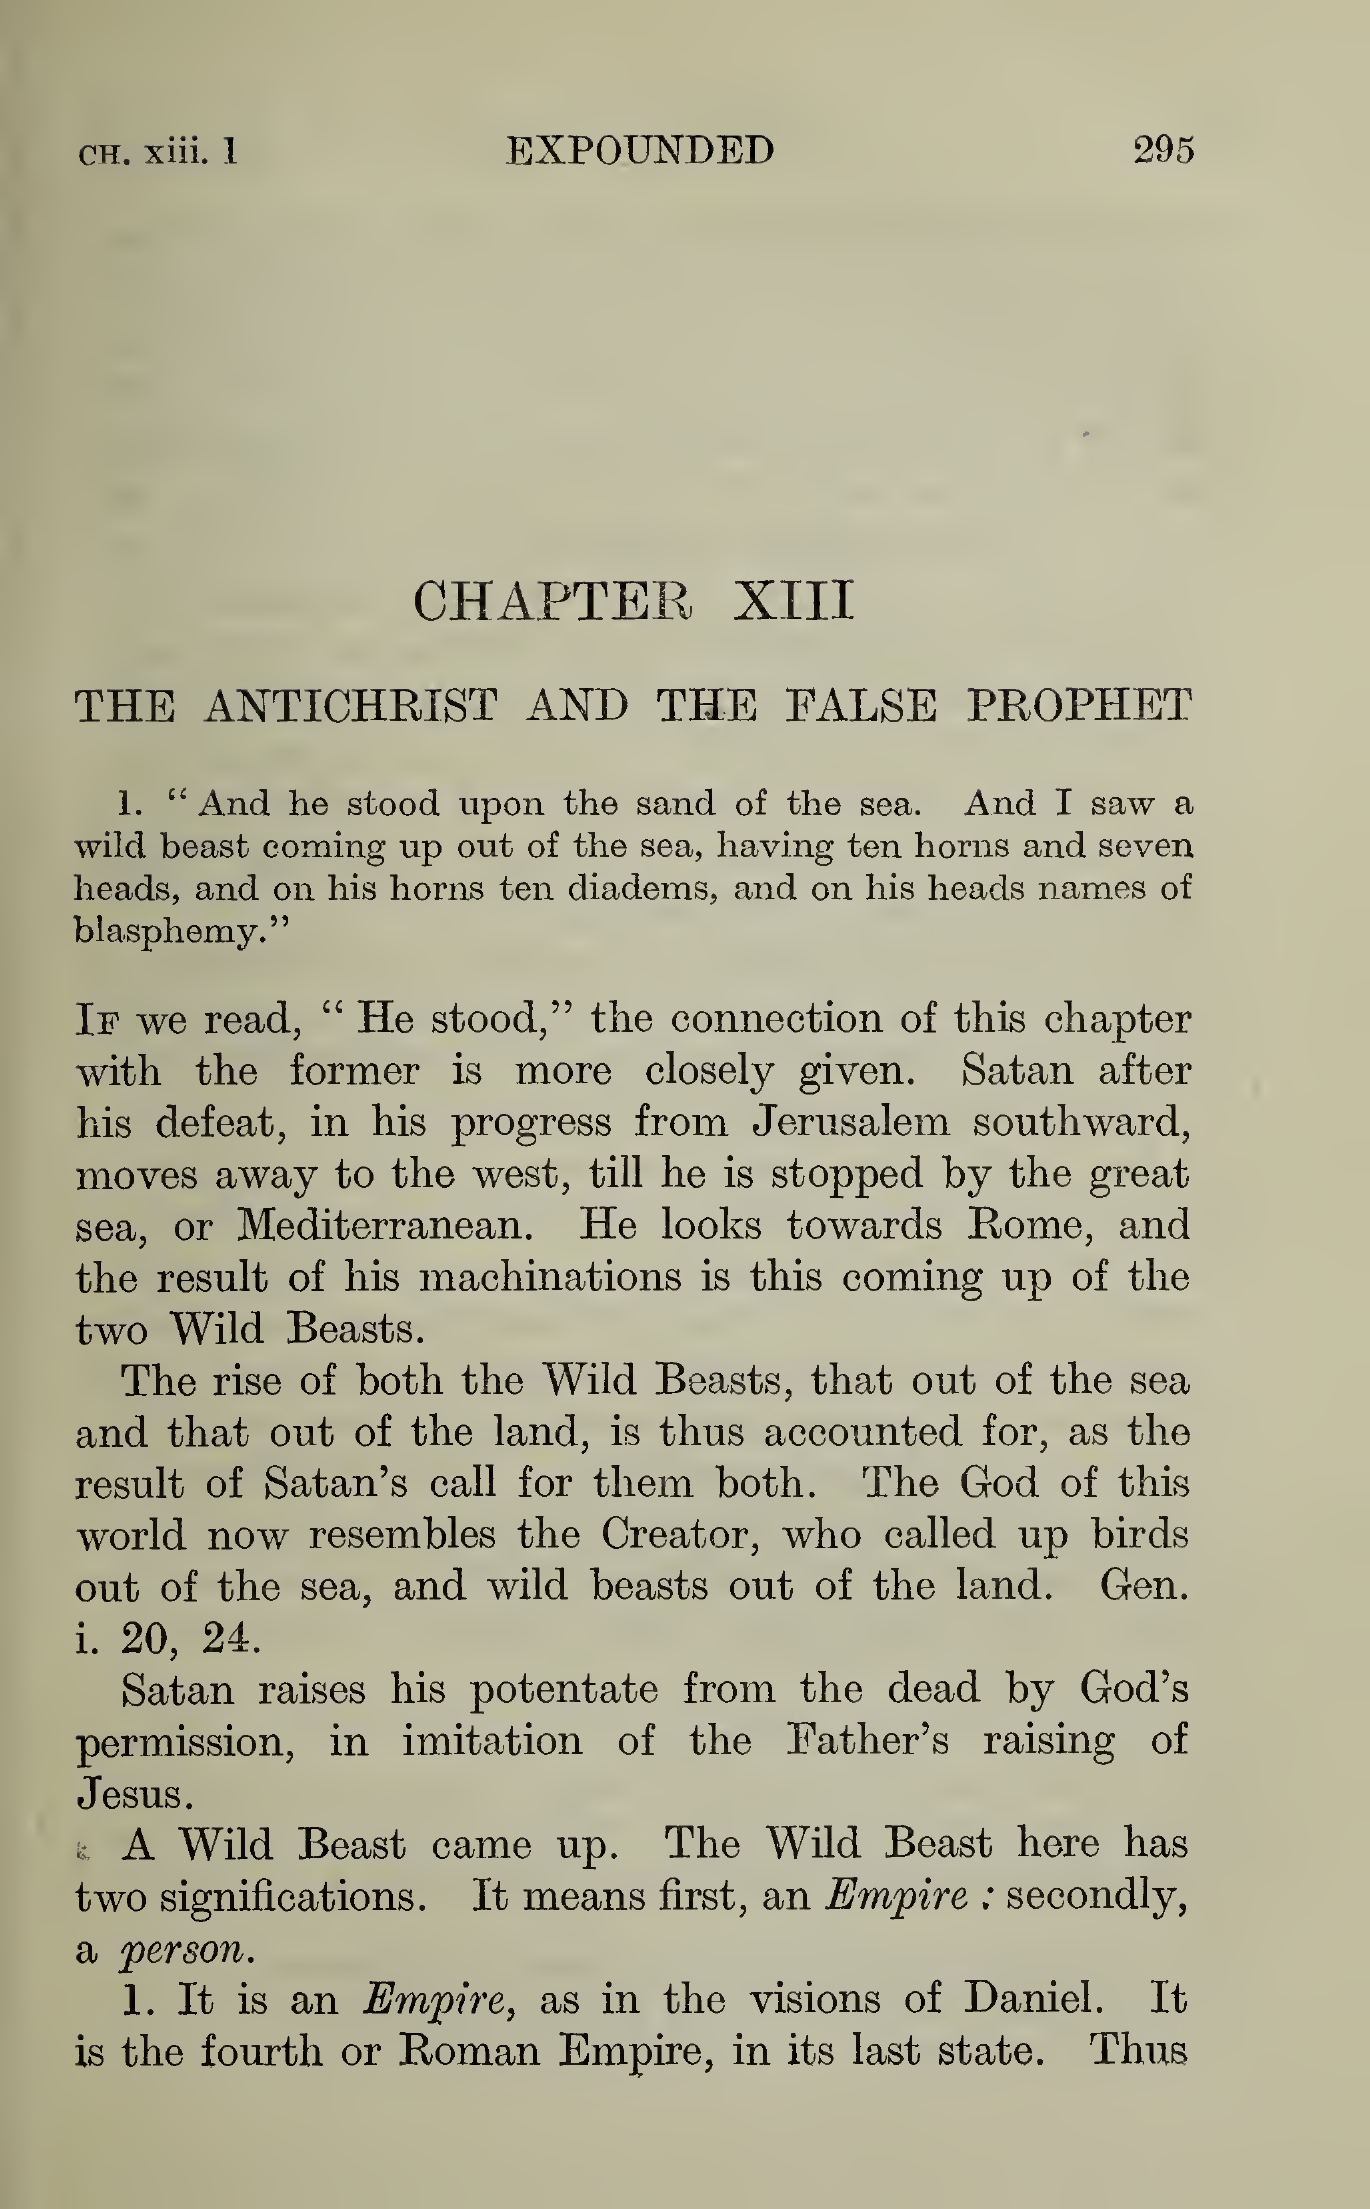 CH. xiii. 1 EXPOUNDED 295
CHAPTER XIII
THE ANTICHRIST AND THE FALSE PROPHET
1. “ And he stood upon the sand of the sea. And I saw a
wild beast coming up out of the sea, having ten horns and seven
heads, and on his horns ten diadems, and on his heads names of
blasphemy.”
IF we read, “ He stood,” the connection of this chapter
with the former is more closely given. Satan after
his defeat, in his progress from Jerusalem southward,
moves away to the west, till he is stopped by the great
sea, or Mediterranean. He looks towards Rome, and
the result of his machinations is this coming up of the
two Wild Beasts.
The rise of both the Wild Beasts, that out of the sea
and that out of the land, is thus accounted for, as the
result of Satan’s call for them both. The God of this
world now resembles the Creator, who called up birds
out of the sea, and wild beasts out of the land. Gen.
i. 20, 24.
Satan raises his potentate from the dead by God’s
permission, in imitation of the Father’s raising of
Jesus.
A Wild Beast came up. The Wild Beast here has
two significations. It means first, an Empire : secondly,
a person.
1. It is an Empire, as in the visions of Daniel. It
is the fourth or Roman Empire, in its last state. Thus